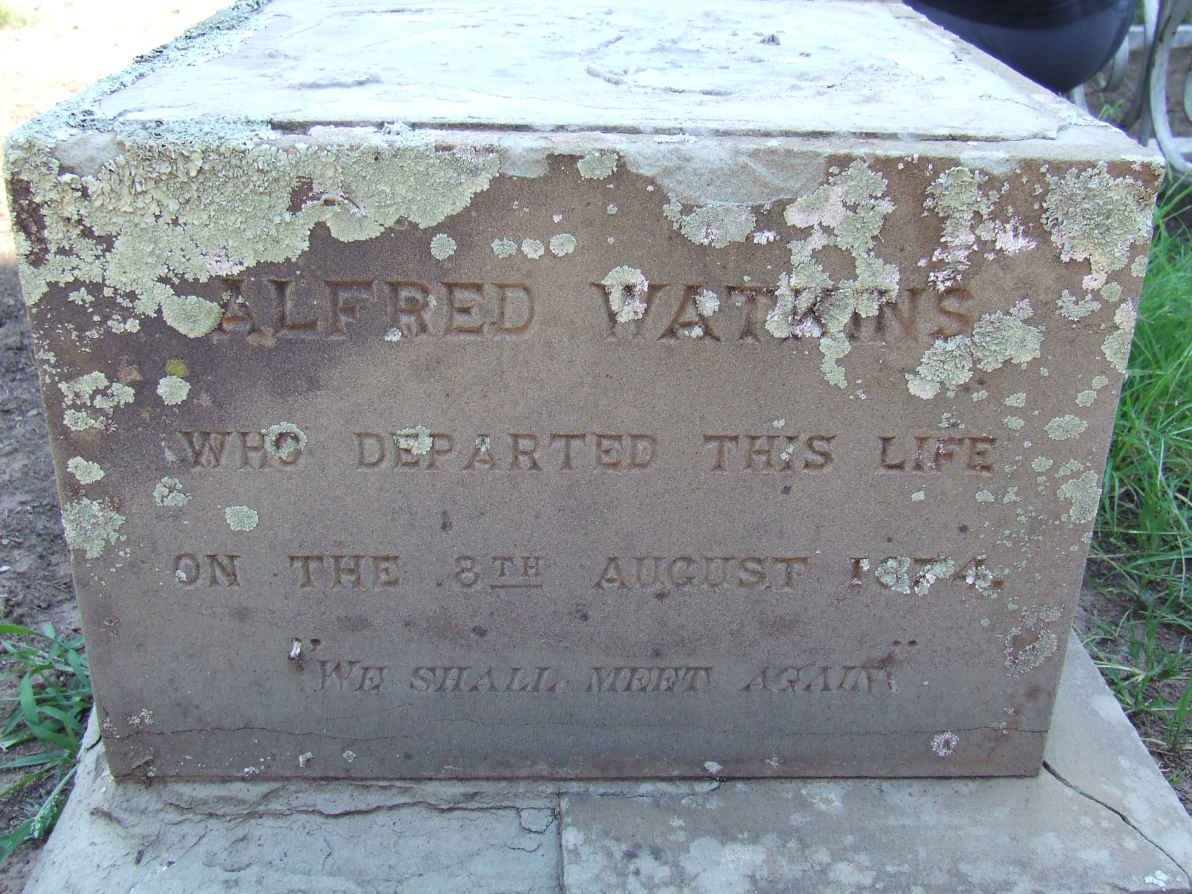 ALFRED WATKINS
WHO DEPARTED THIS LIFE
ON THE 8TH AUGUST 1874.
"WE SHALL MEET AGAIN"